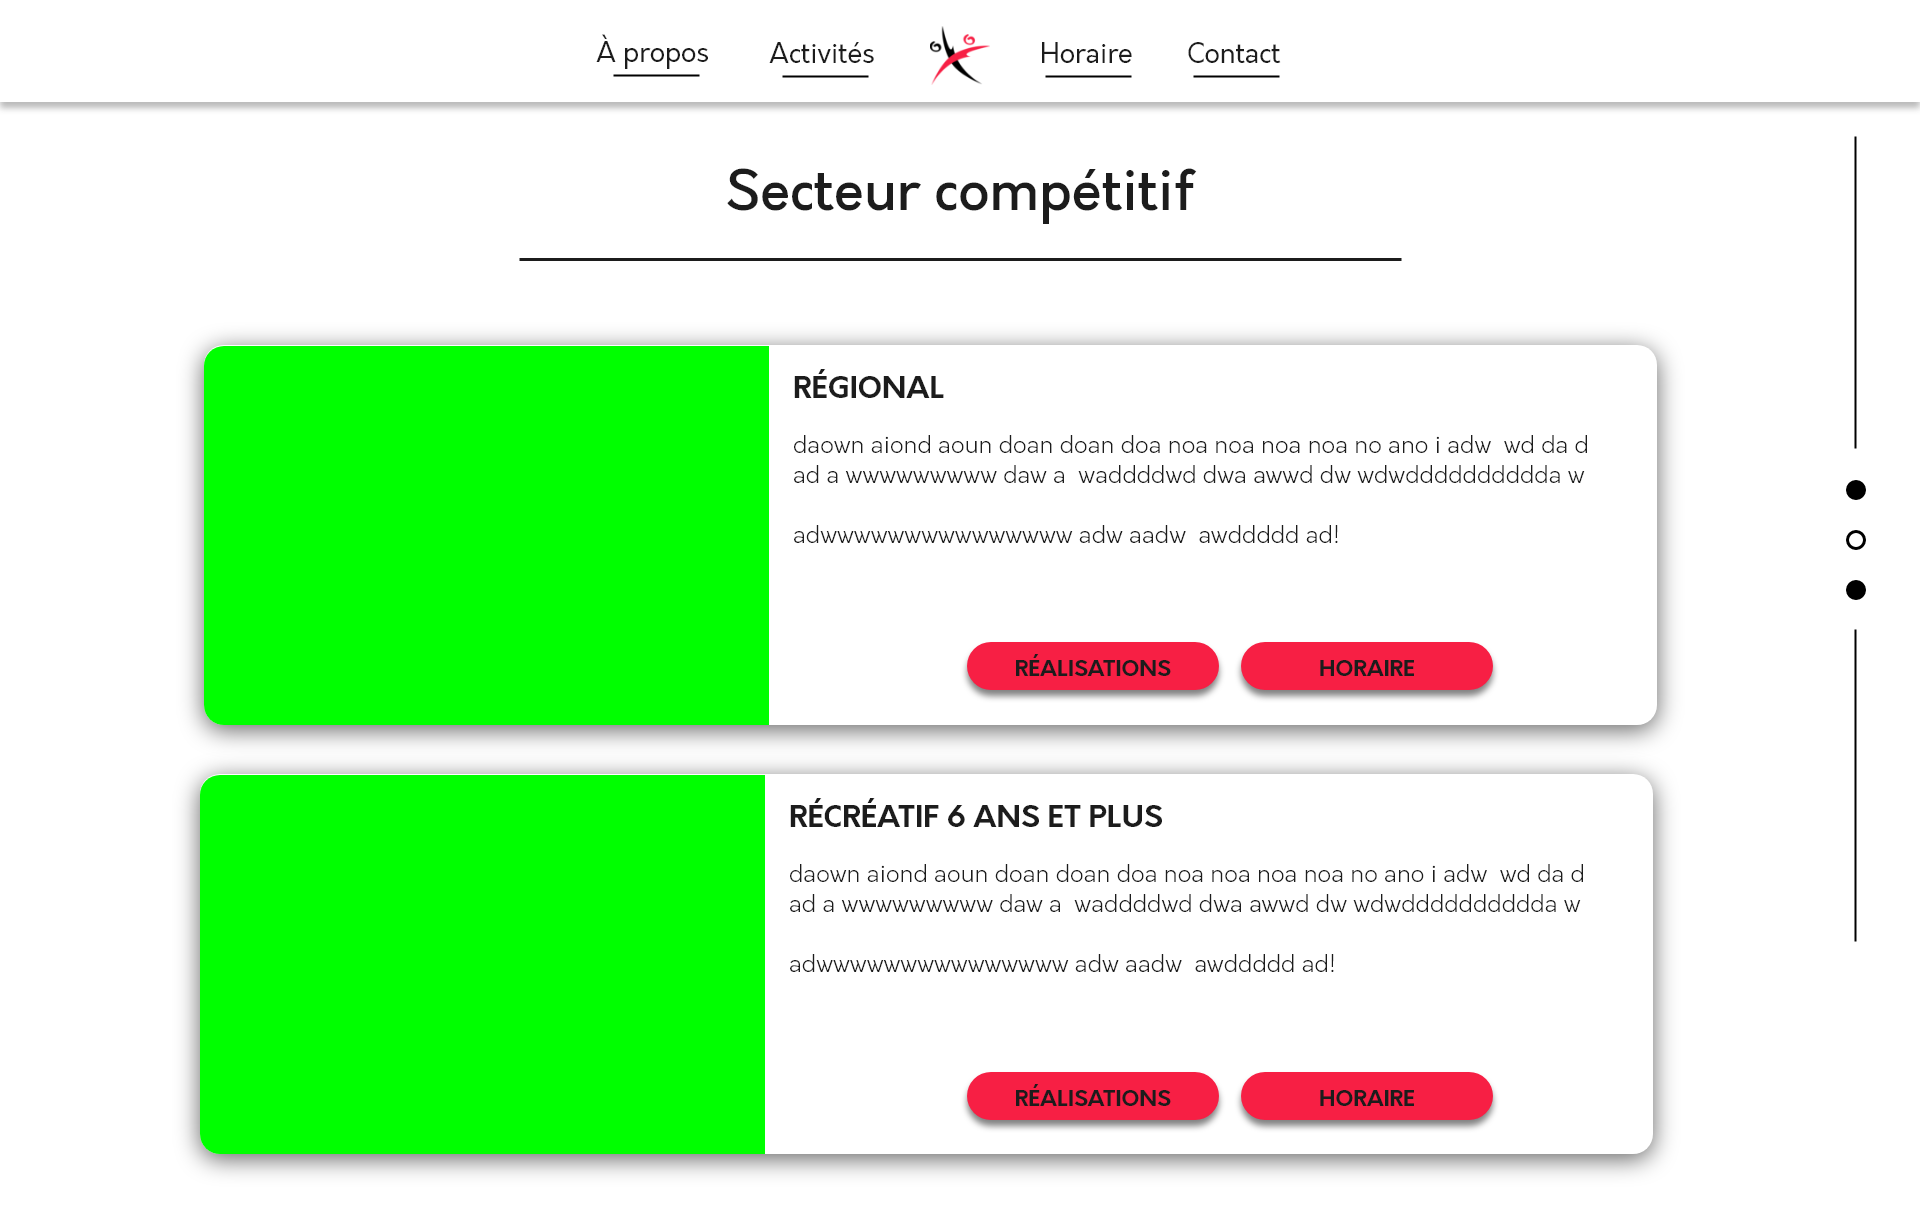 À propos
Activités
Horaire
Contact
Secteur compétitif
RÉGIONAL
daown aiond aoun doan doan doa noa noa noa noa no ano i adw  wd da d
ad a wwwwwwwww daw a  waddddwd dwa awwd dw wdwdddddddddda w
adwwwwwwwwwwwwwww adw aadw  awddddd ad!
RÉALISATIONS
HORAIRE
RÉCRÉATIF 6 ANS ET PLUS
daown aiond aoun doan doan doa noa noa noa noa no ano i adw  wd da d
ad a wwwwwwwww daw a  waddddwd dwa awwd dw wdwdddddddddda w
adwwwwwwwwwwwwwww adw aadw  awddddd ad!
RÉALISATIONS
HORAIRE